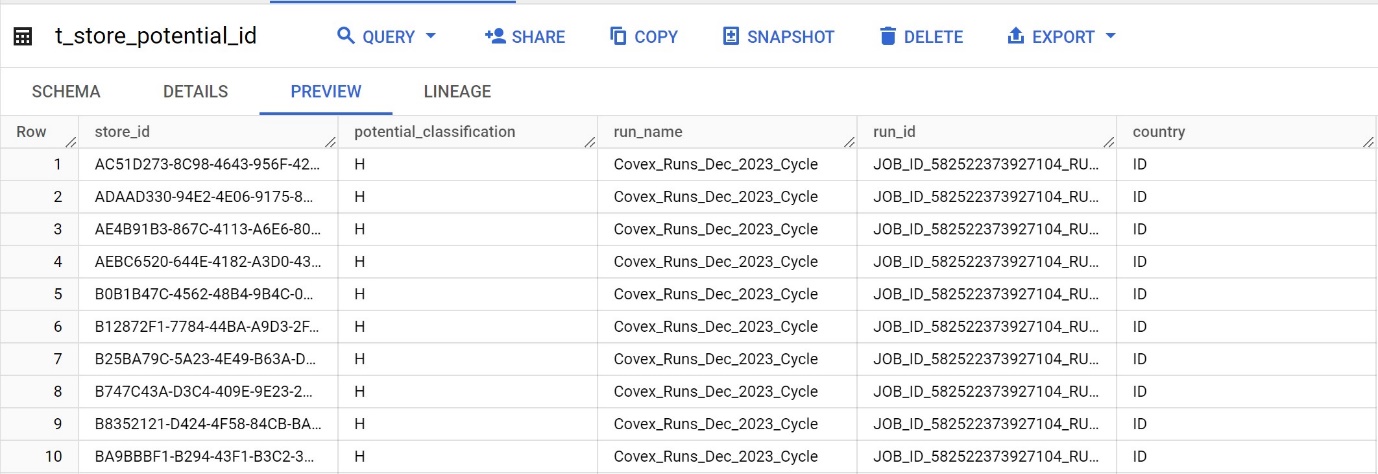 t_store_potential_id QUERY SHARE COPY SNAPSHOT DELETE EXPORT
SCHEMA DETAILS PREVIEW LINEAGE
Row store_id potential_classification run_name run_id country
1 AC51D273-8C98-4643-956F-42... H Covex_Runs_Dec_2023_Cycle JOB_ID_582522373927104_RU... ID
2 ADAAD330-94E2-4E06-9175-8... H Covex_Runs_Dec_2023_Cycle JOB_ID_582522373927104_RU... ID
3 AE4B91B3-867C-4113-A6E6-80... H Covex_Runs_Dec_2023_Cycle JOB_ID_582522373927104_RU... ID
4 AEBC6520-644E-4182-A3D0-43... H Covex_Runs_Dec_2023_Cycle JOB_ID_582522373927104_RU... ID
5 B0B1B47C-4562-48B4-9B4C-0... H Covex_Runs_Dec_2023_Cycle JOB_ID_582522373927104_RU... ID
6 B12872F1-7784-44BA-A9D3-2F... H Covex_Runs_Dec_2023_Cycle JOB_ID_582522373927104_RU... ID
7 B25BA79C-5A23-4E49-B63A-D... H Covex_Runs_Dec_2023_Cycle JOB_ID_582522373927104_RU... ID
8 B747C43A-D3C4-409E-9E23-2... H Covex_Runs_Dec_2023_Cycle JOB_ID_582522373927104_RU... ID
9 B8352121-D424-4F58-84CB-BA... H Covex_Runs_Dec_2023_Cycle JOB_ID_582522373927104_RU... ID
10 BA9BBBF1-B294-43F1-B3C2-3... H Covex_Runs_Dec_2023_Cycle JOB_ID_582522373927104_RU... ID